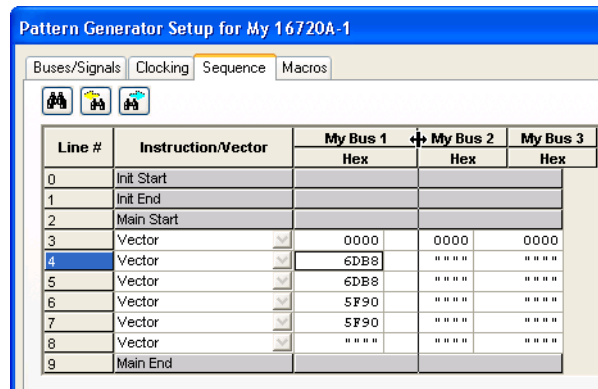 Pattern Generator Setup for My 16720A-1
Buses/Signals Clocking Sequence Macros
Line # Instruction/Vector My Bus 1 My Bus 2 My Bus 3
Hex Hex Hex
0 Init Start
1 Init End
2 Main Start
3 Vector 0000 0000 0000
4 Vector 6DB8 """" """"
5 Vector 6DB8 """" """"
6 Vector 5F90 """" """"
7 Vector 5F90 """" """"
8 Vector """" """" """"
9 Main End